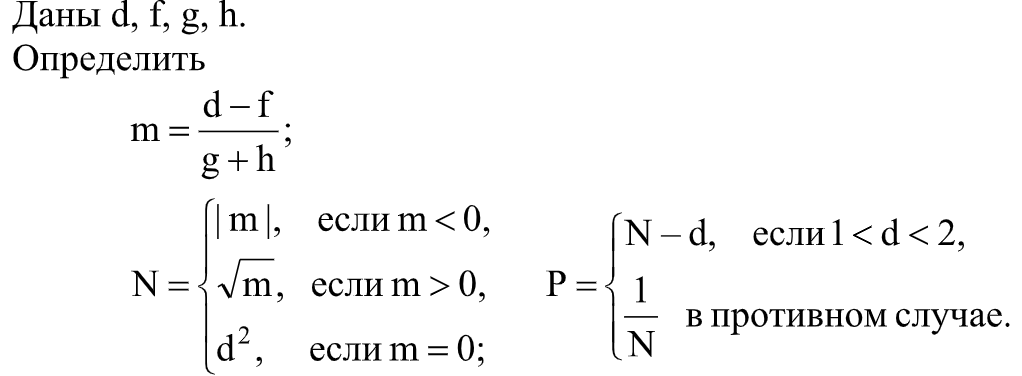 Даны d, f, g, h.
Определить
m = (d − f)/(g + h);
N = { |m|, если m < 0,
√m, если m > 0,
d², если m = 0;
P = { N − d, если 1 < d < 2,
1/N в противном случае.